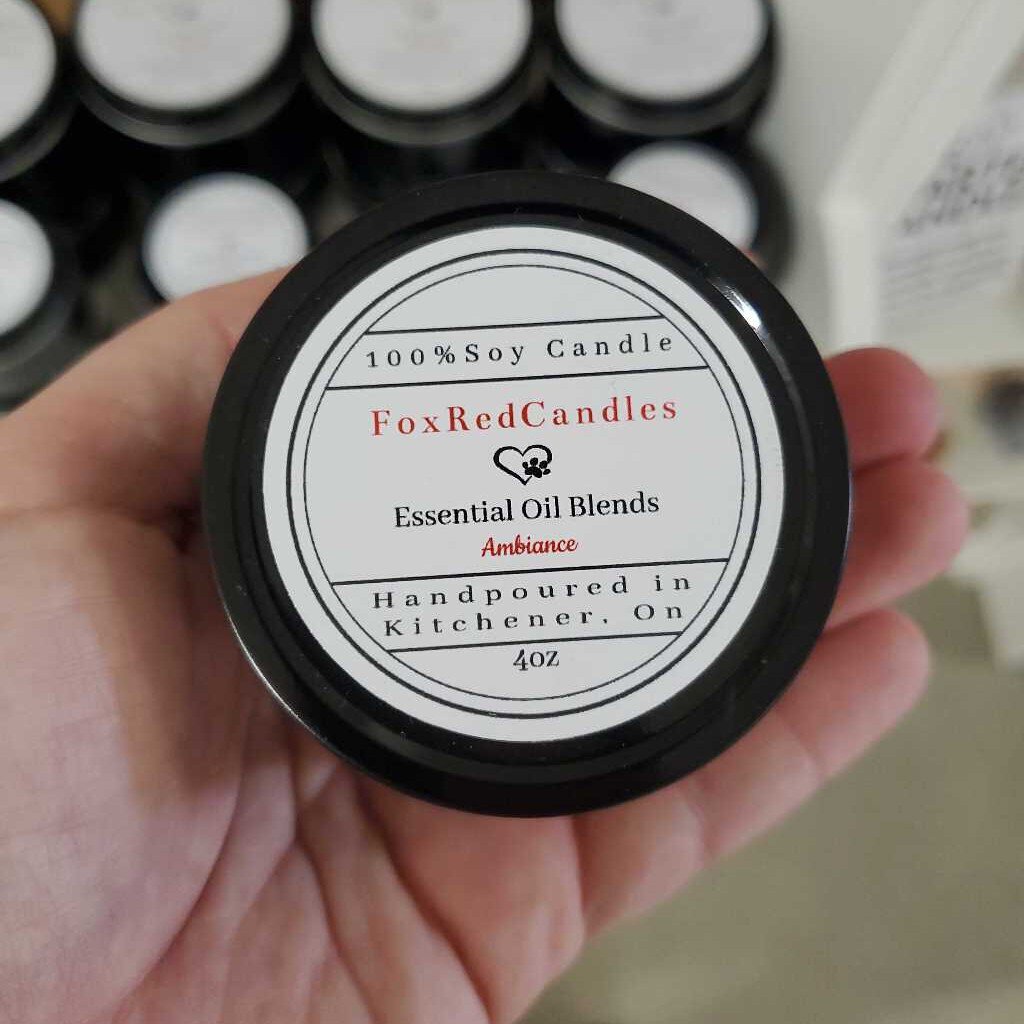 100%Soy Candle
FoxRedCandles
Essential Oil Blends
Ambiance
Handpoured in
Kitchener, On
4oz